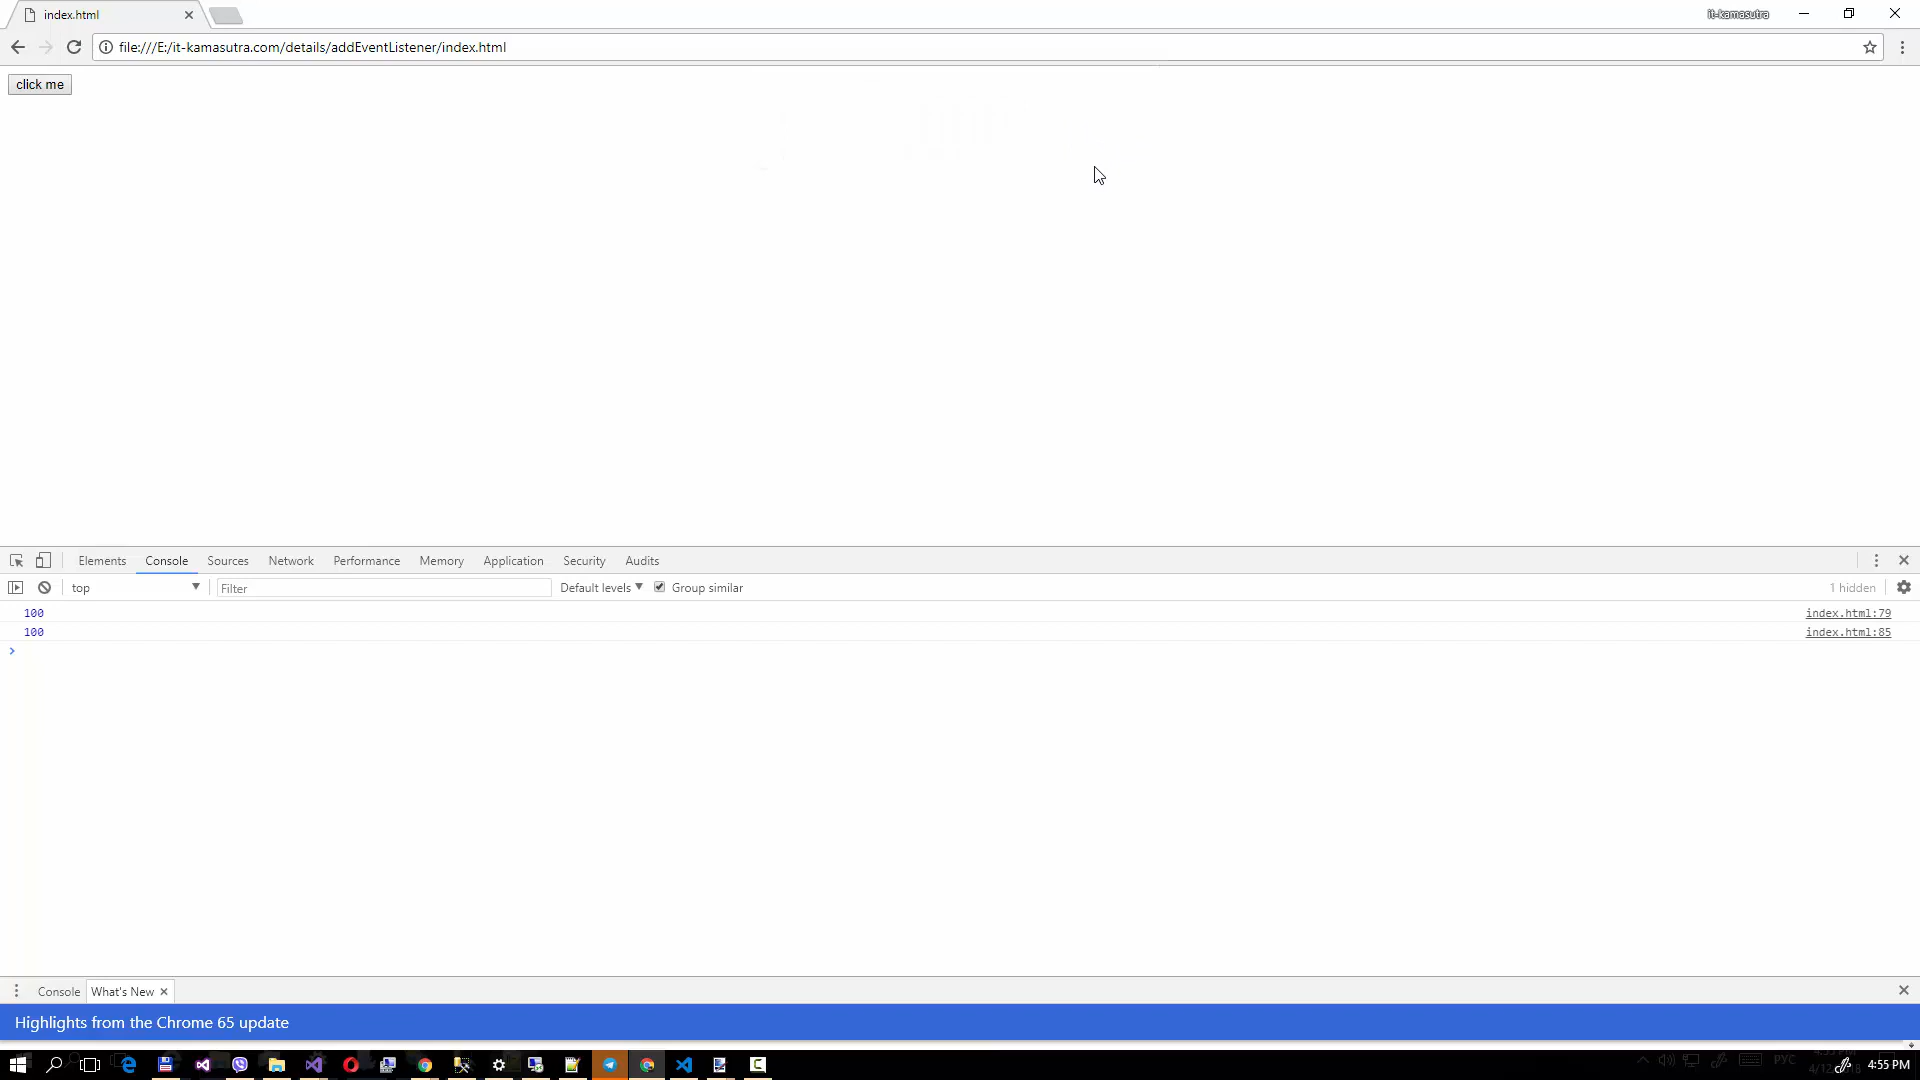 index.html
it-kamasutra
file:///E:/it-kamasutra.com/details/addEventListener/index.html
click me
Elements Console Sources Network Performance Memory Application Security Audits
top Filter Default levels Group similar 1 hidden
100 index.html:79
100 index.html:85
Console What's New
Highlights from the Chrome 65 update
РУС 4:55 PM